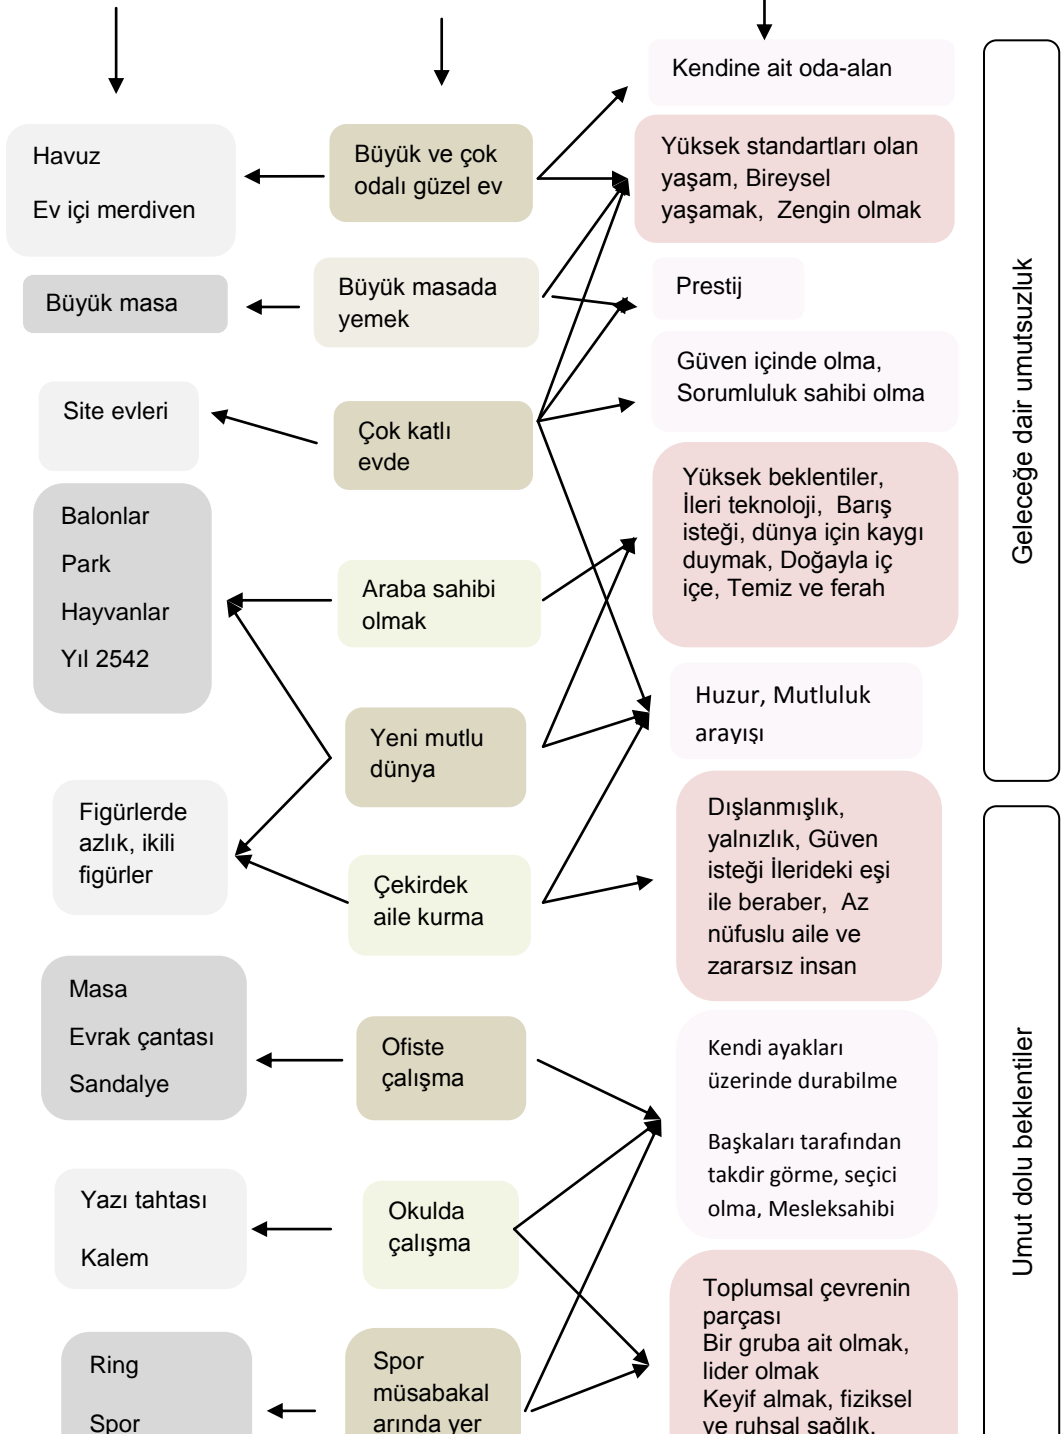 Havuz
Ev içi merdiven
Büyük masa
Site evleri
Balonlar
Park
Hayvanlar
Yıl 2542
Figürlerde
azlık, ikili
figürler
Masa
Evrak çantası
Sandalye
Yazı tahtası
Kalem
Ring
Spor
Büyük ve çok
odalı güzel ev
Büyük masada
yemek
Çok katlı
evde
Araba sahibi
olmak
Yeni mutlu
dünya
Çekirdek
aile kurma
Ofiste
çalışma
Okulda
çalışma
Spor
müsabakal
arında yer
Kendine ait oda-alan
Yüksek standartları olan
yaşam, Bireysel
yaşamak, Zengin olmak
Prestij
Güven içinde olma,
Sorumluluk sahibi olma
Yüksek beklentiler,
İleri teknoloji, Barış
isteği, dünya için kaygı
duymak, Doğayla iç
içe, Temiz ve ferah
Huzur, Mutluluk
arayışı
Dışlanmışlık,
yalnızlık, Güven
isteği İlerideki eşi
ile beraber, Az
nüfuslu aile ve
zararsız insan
Kendi ayakları
üzerinde durabilme
Başkaları tarafından
takdir görme, seçici
olma, Mesleksahibi
Toplumsal çevrenin
parçası
Bir gruba ait olmak,
lider olmak
Keyif almak, fiziksel
ve ruhsal sağlık,
Geleceğe dair umutsuzluk
Umut dolu beklentiler